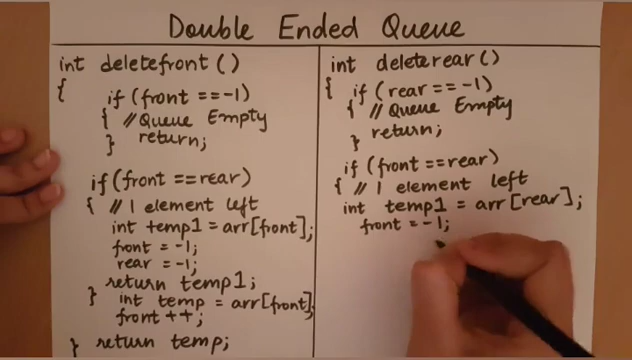 Double Ended Queue
int deletefront ()
{ if (front ==-1)
{ // Queue Empty
return;
}
if (front ==rear)
{ // 1 element left
int temp1 = arr[front];
front = -1;
rear = -1;
return temp1;
}
int temp = arr[front];
front ++;
} return temp;
int deleterear ()
{ if (rear ==-1)
{ // Queue Empty
return;
}
if (front ==rear)
{ // 1 element left
int temp1 = arr[rear];
front = -1;